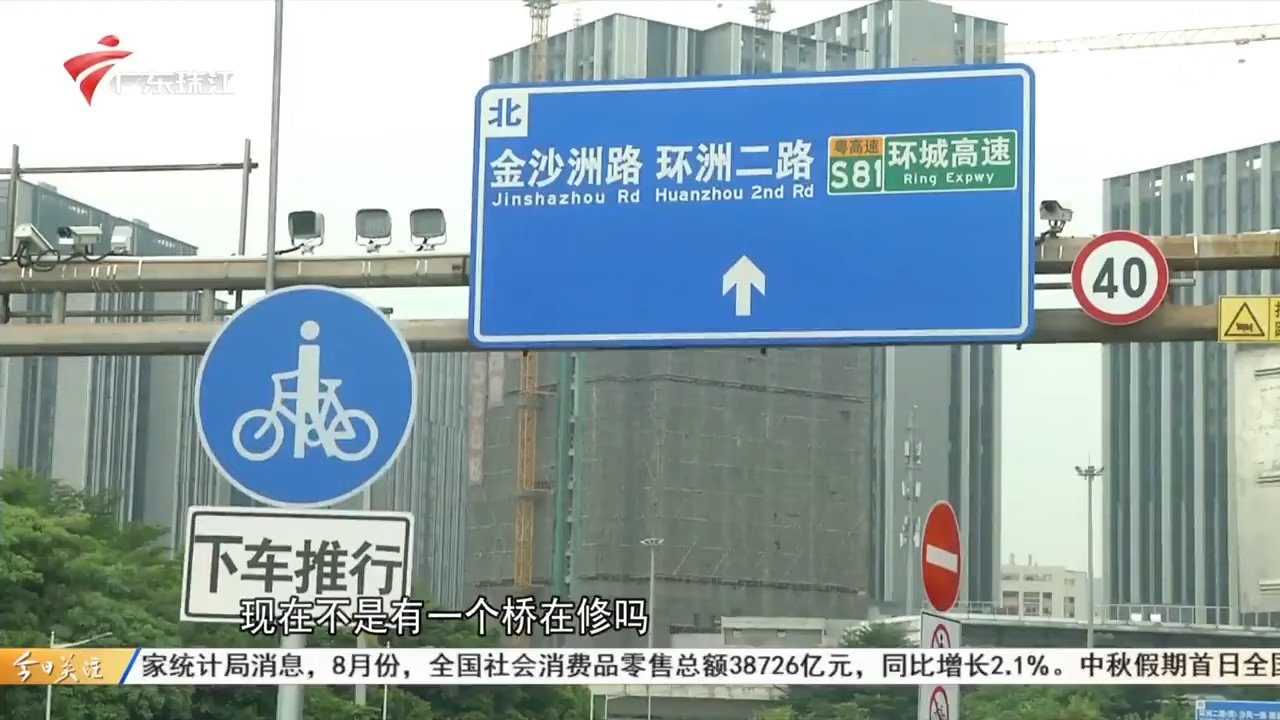 广东珠江
北
金沙洲路 环洲二路
Jinshazhou Rd Huanzhou 2nd Rd
粤高速
S81
环城高速
Ring Expwy
40
下车推行
现在不是有一个桥在修吗
今日关注
家统计局消息，8月份，全国社会消费品零售总额38726亿元，同比增长2.1%。中秋假期首日全国